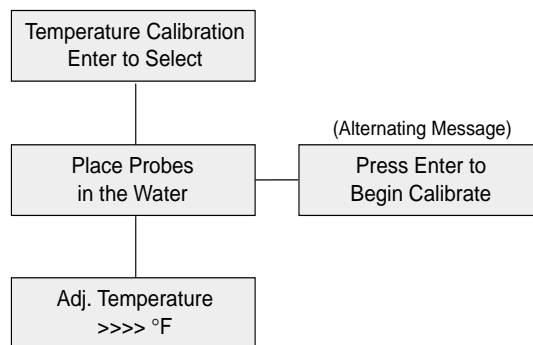 Temperature Calibration
Enter to Select
(Alternating Message)
Place Probes
in the Water
Press Enter to
Begin Calibrate
Adj. Temperature
>>>> °F